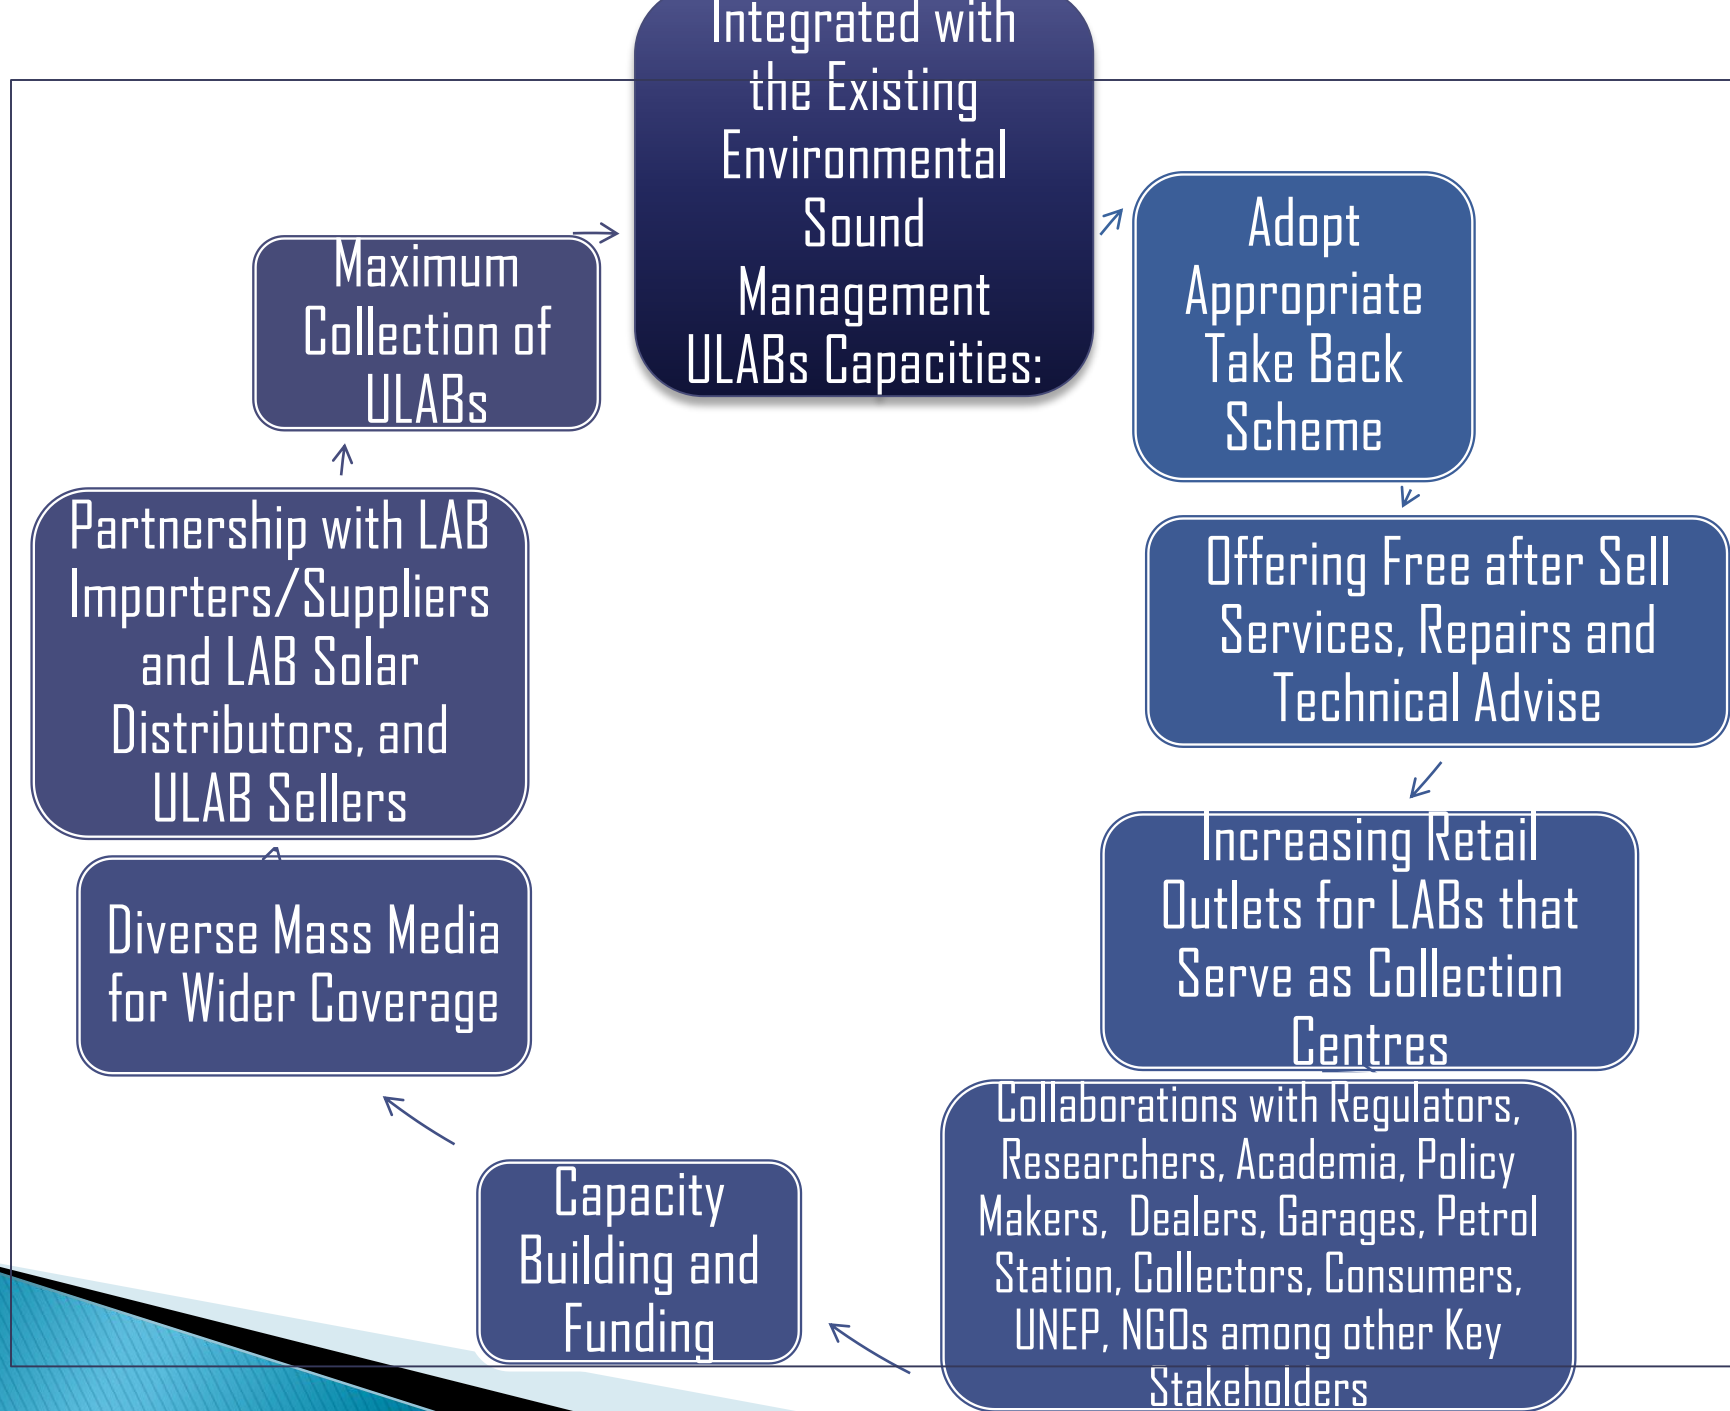 Integrated with
the Existing
Environmental
Sound
Management
ULABs Capacities:
Adopt
Appropriate
Take Back
Scheme
Offering Free after Sell
Services, Repairs and
Technical Advise
Increasing Retail
Outlets for LABs that
Serve as Collection
Centres
Collaborations with Regulators,
Researchers, Academia, Policy
Makers,  Dealers, Garages, Petrol
Station, Collectors, Consumers,
UNEP, NGOs among other Key
Stakeholders
Capacity
Building and
Funding
Diverse Mass Media
for Wider Coverage
Partnership with LAB
Importers/Suppliers
and LAB Solar
Distributors, and
ULAB Sellers
Maximum
Collection of
ULABs